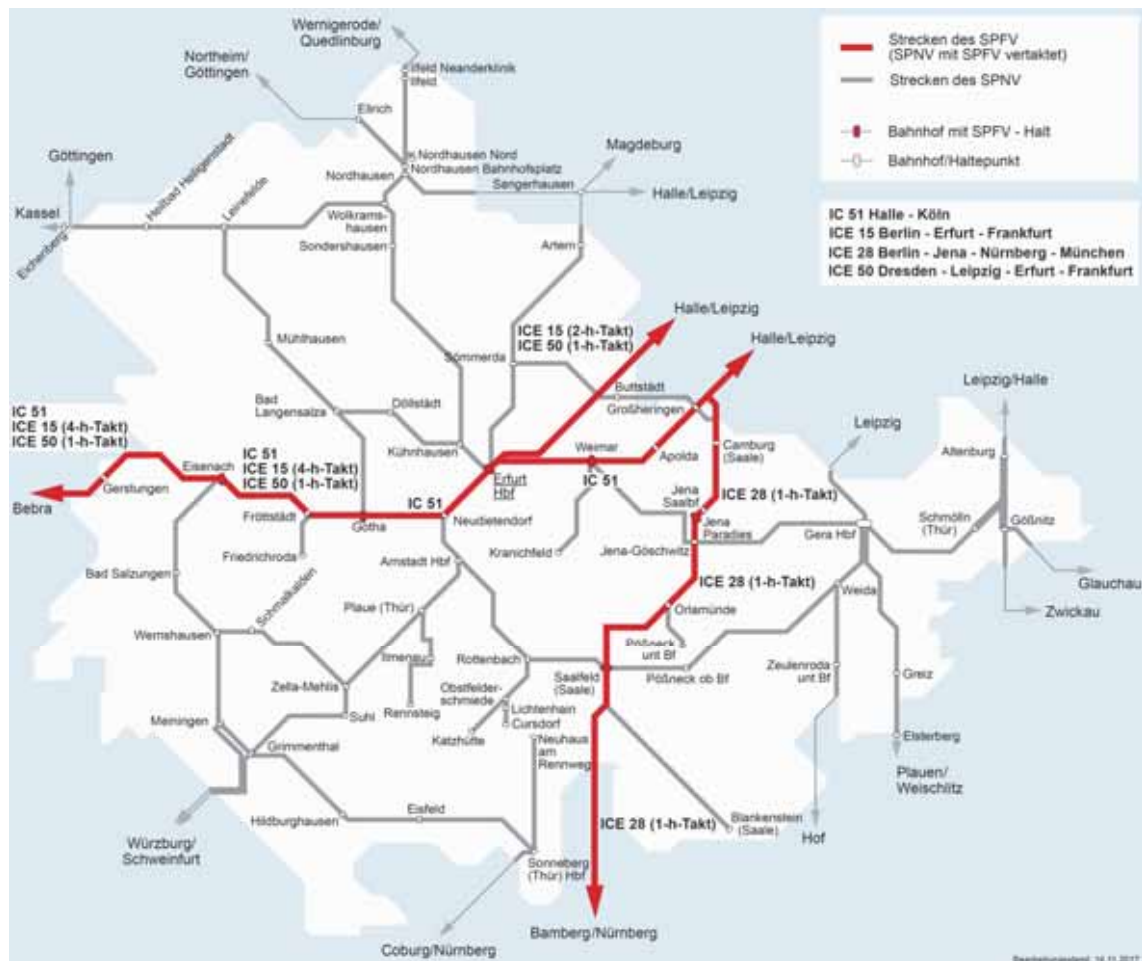 Wernigerode/
Quedlinburg
Northeim/
Göttingen
Ilfeld Neanderklinik
Ilfeld
Ellrich
Strecken des SPFV
(SPNV mit SPFV vertaktet)
Strecken des SPNV
Bahnhof mit SPFV - Halt
Bahnhof/Haltepunkt
IC 51 Halle - Köln
ICE 15 Berlin - Erfurt - Frankfurt
ICE 28 Berlin - Jena - Nürnberg - München
ICE 50 Dresden - Leipzig - Erfurt - Frankfurt
Göttingen
Kassel
Eichenberg
Heilbad Heiligenstadt
Leinefelde
Nordhausen Nord
Nordhausen Bahnhofsplatz
Nordhausen
Magdeburg
Sangerhausen
Halle/Leipzig
Wolkrams-
hausen
Sondershausen
Artern
Halle/Leipzig
ICE 15 (2-h-Takt)
ICE 50 (1-h-Takt)
Halle/Leipzig
Mühlhausen
Sömmerda
Buttstädt
Großheringen
Leipzig/Halle
Bad
Langensalza
Döllstädt
Leipzig
IC 51
ICE 15 (4-h-Takt)
ICE 50 (1-h-Takt)
IC 51
ICE 15 (4-h-Takt)
ICE 50 (1-h-Takt)
Kühnhausen
Weimar
Apolda
Camburg
(Saale)
Altenburg
Eisenach
Erfurt
Hbf
IC 51
Gerstungen
Bebra
Jena
Saalbf
ICE 28 (1-h-Takt)
IC 51
Fröttstädt
Gotha
Neudietendorf
Jena
Paradies
Gera Hbf
Schmölln
(Thür)
Gößnitz
Friedrichroda
Arnstadt Hbf
Kranichfeld
Jena-Göschwitz
Bad Salzungen
Schmalkalden
ICE 28 (1-h-Takt)
Glauchau
Weida
Zwickau
Plaue (Thür)
Orlamünde
Wernshausen
Ilmenau
Rottenbach
Pößneck
unt Bf
Saalfeld
(Saale)
Pößneck ob Bf
Zeulenroda
unt Bf
Greiz
Zella-Mehlis
Obstfelder-
schmiede
Rennsteig
Lichtenhain
Cursdorf
Meiningen
Suhl
Katzhütte
Neuhaus
am
Rennweg
Elsterberg
Grimmenthal
Plauen/
Weischlitz
Hildburghausen
Eisfeld
ICE 28 (1-h-Takt)
Blankenstein
(Saale)
Hof
Würzburg/
Schweinfurt
Sonneberg
(Thür) Hbf
Coburg/Nürnberg
Bamberg/Nürnberg